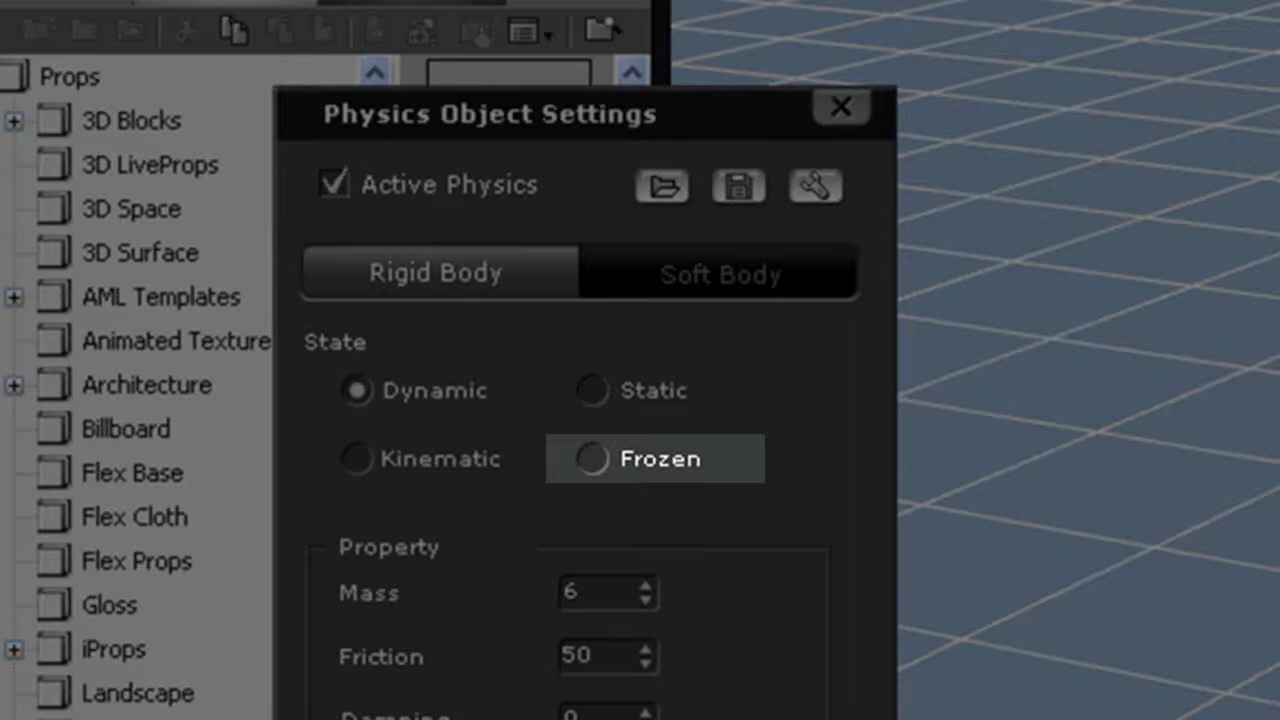 Props
3D Blocks
3D LiveProps
3D Space
3D Surface
AML Templates
Animated Texture
Architecture
Billboard
Flex Base
Flex Cloth
Flex Props
Gloss
iProps
Landscape
Physics Object Settings
Active Physics
Rigid Body
Soft Body
State
Dynamic
Static
Kinematic
Frozen
Property
Mass 6
Friction 50
Damping 0